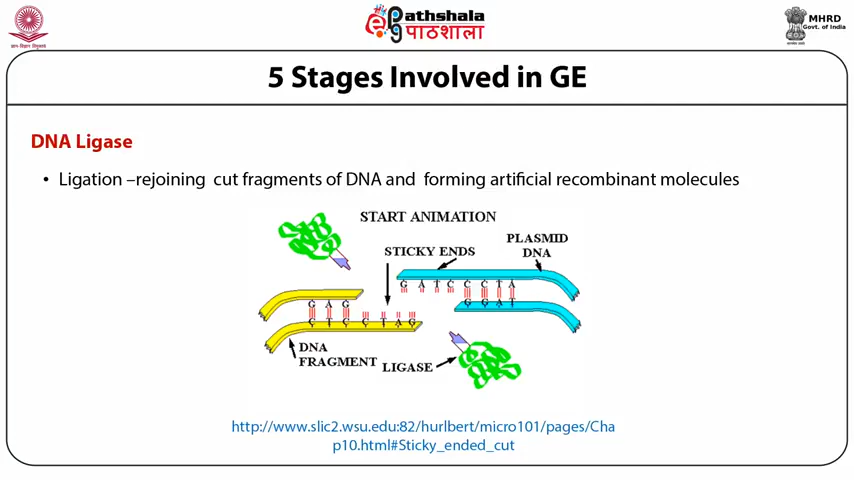 ePathshala
पाठशाला
MHRD
Govt. of India
5 Stages Involved in GE
DNA Ligase
• Ligation –rejoining cut fragments of DNA and forming artificial recombinant molecules
START ANIMATION
STICKY ENDS
PLASMID
DNA
G A T C C C T A
G G A T
G A G
C T C C T A G
DNA
FRAGMENT
LIGASE
http://www.slic2.wsu.edu:82/hurlbert/micro101/pages/Cha
p10.html#Sticky_ended_cut